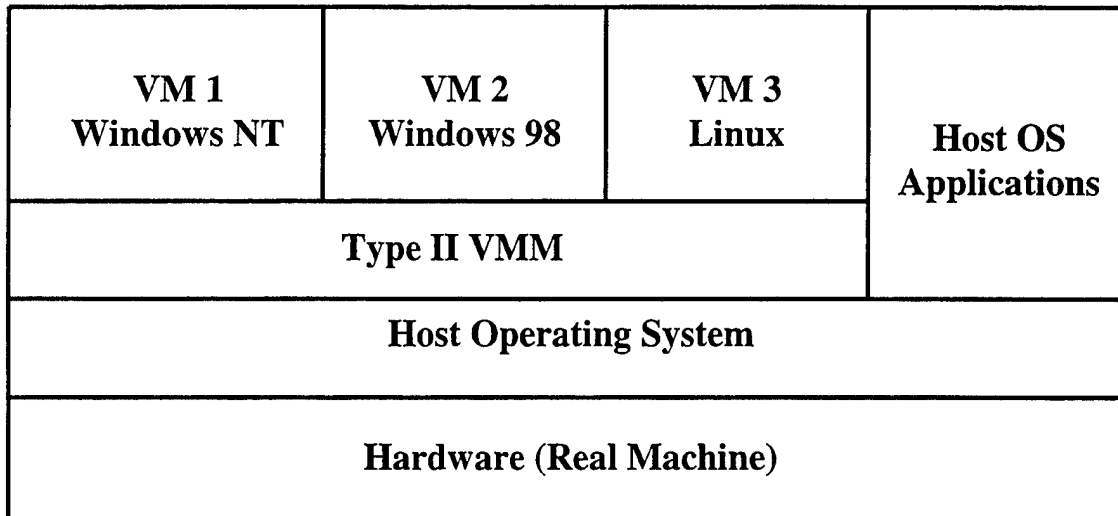 VM 1
Windows NT
VM 2
Windows 98
VM 3
Linux
Host OS
Applications
Type II VMM
Host Operating System
Hardware (Real Machine)